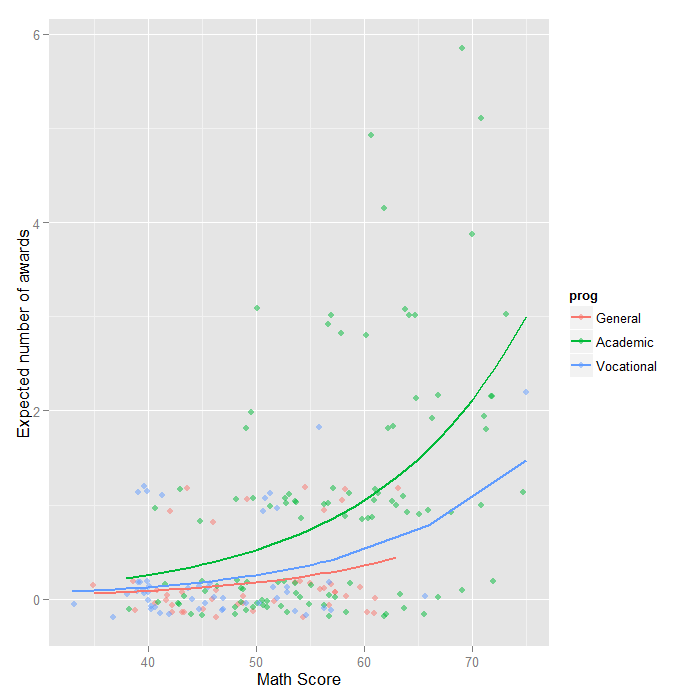 6
4
2
0
Expected number of awards
40 50 60 70
Math Score
prog
General
Academic
Vocational